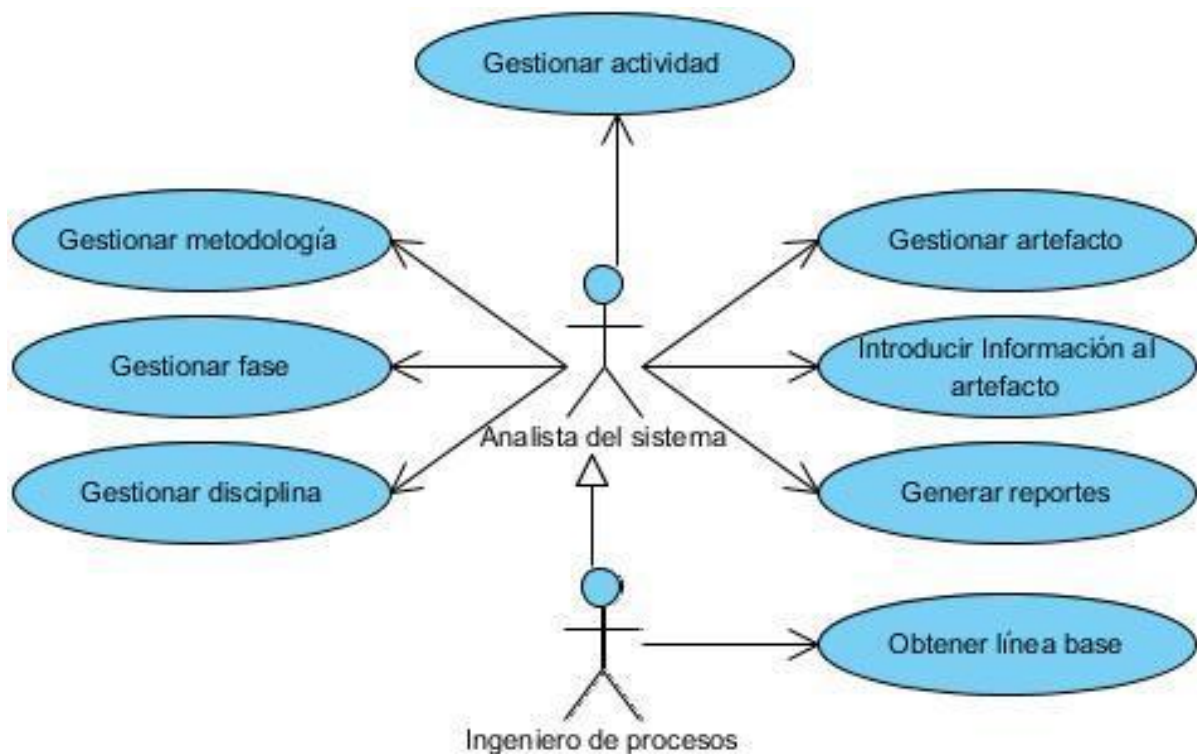 Gestionar actividad
Gestionar metodología
Gestionar artefacto
Gestionar fase
Introducir Información al
artefacto
Analista del sistema
Gestionar disciplina
Generar reportes
Obtener línea base
Ingeniero de procesos